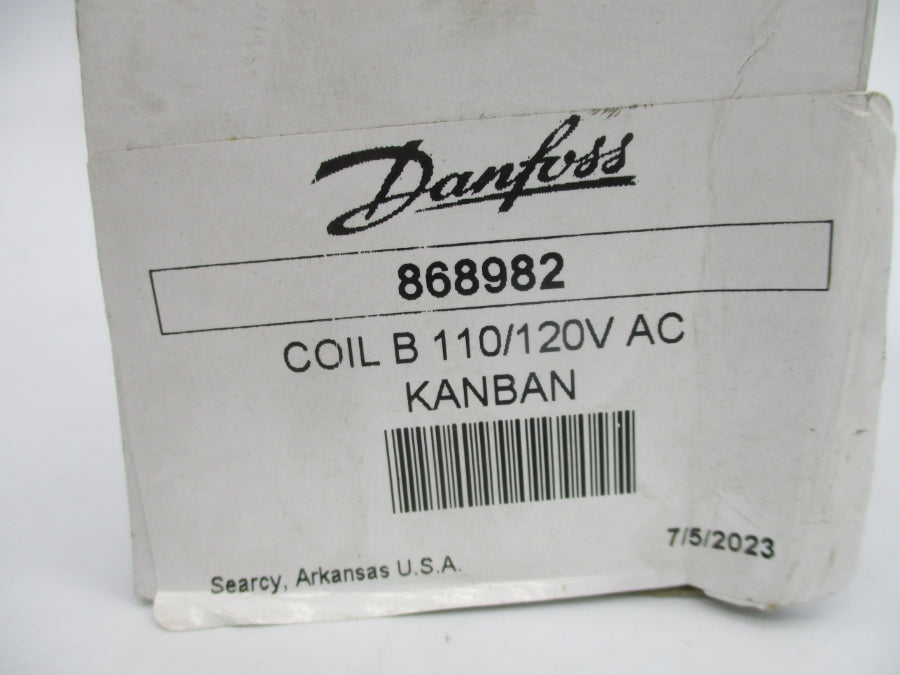 Danfoss
868982
COIL B 110/120V AC
KANBAN
7/5/2023
Searcy, Arkansas U.S.A.